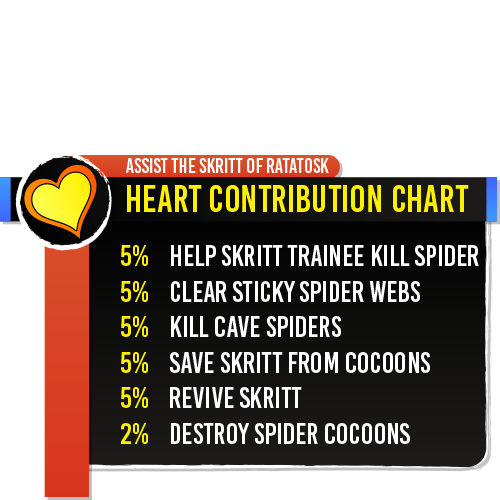 ASSIST THE SKRITT OF RATATOSK
HEART CONTRIBUTION CHART
5% HELP SKRITT TRAINEE KILL SPIDER
5% CLEAR STICKY SPIDER WEBS
5% KILL CAVE SPIDERS
5% SAVE SKRITT FROM COCOONS
5% REVIVE SKRITT
2% DESTROY SPIDER COCOONS